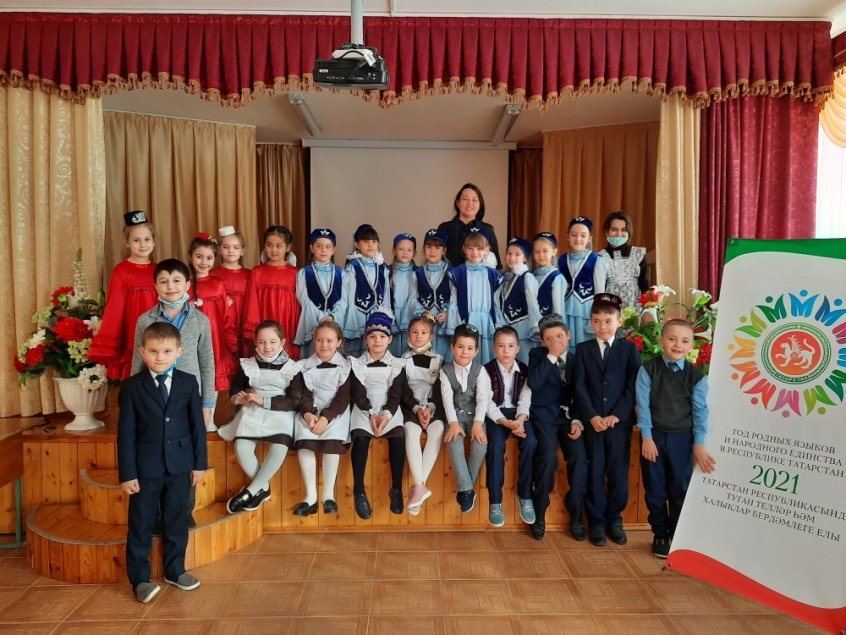 ГОД РОДНЫХ ЯЗЫКОВ
И НАРОДНОГО ЕДИНСТВА
В РЕСПУБЛИКЕ ТАТАРСТАН
2021
ТАТАРСТАН РЕСПУБЛИКАСЫНД
ТУГАН ТЕЛЛӘР ҺӘМ
ХАЛЫКЛАР БЕРДӘМЛЕГЕ ЕЛЫ